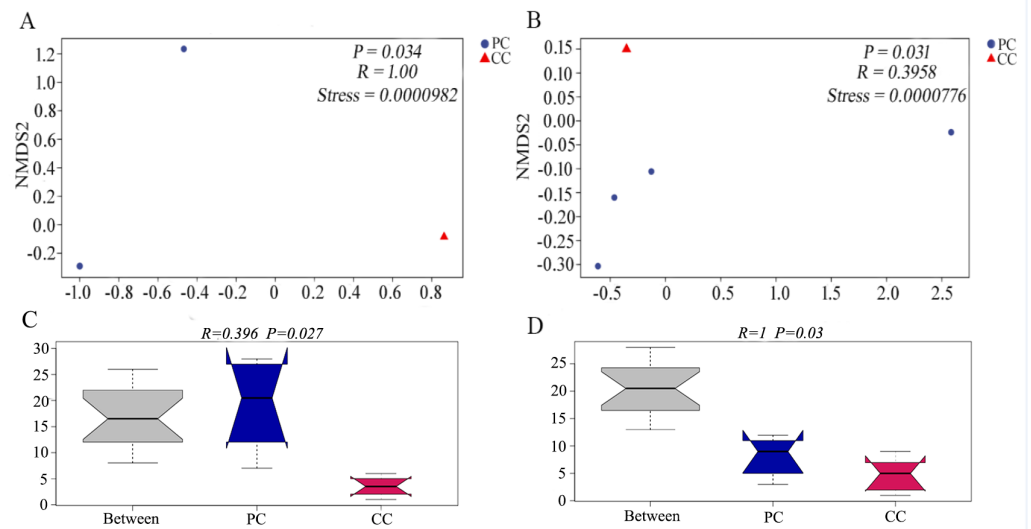 A
PC
CC
P = 0.034
R = 1.00
Stress = 0.0000982
NMDS2
1.2
1.0
0.8
0.6
0.4
0.2
0.0
-0.2
-1.0 -0.8 -0.6 -0.4 -0.2 0 0.2 0.4 0.6 0.8
B
PC
CC
P = 0.031
R = 0.3958
Stress = 0.0000776
NMDS2
0.15
0.10
0.05
0.00
-0.05
-0.10
-0.15
-0.20
-0.25
-0.30
-0.5 0 0.5 1.0 1.5 2.0 2.5
C
R=0.396 P=0.027
30
25
20
15
10
5
0
Between PC CC
D
R=1 P=0.03
20
25
15
10
5
0
Between PC CC